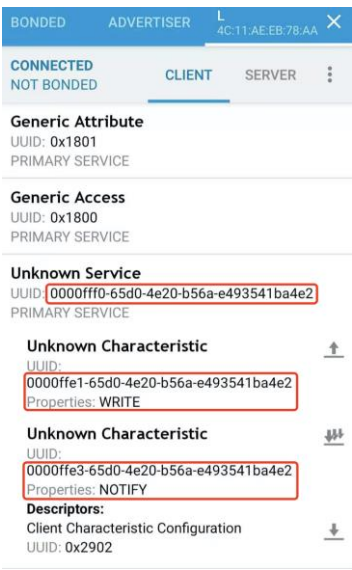 BONDED ADVERTISER L
4C:11:AE:EB:78:AA
CONNECTED
NOT BONDED
CLIENT SERVER
Generic Attribute
UUID: 0x1801
PRIMARY SERVICE
Generic Access
UUID: 0x1800
PRIMARY SERVICE
Unknown Service
UUID: 0000fff0-65d0-4e20-b56a-e493541ba4e2
PRIMARY SERVICE
Unknown Characteristic
UUID:
0000ffe1-65d0-4e20-b56a-e493541ba4e2
Properties: WRITE
Unknown Characteristic
UUID:
0000ffe3-65d0-4e20-b56a-e493541ba4e2
Properties: NOTIFY
Descriptors:
Client Characteristic Configuration
UUID: 0x2902